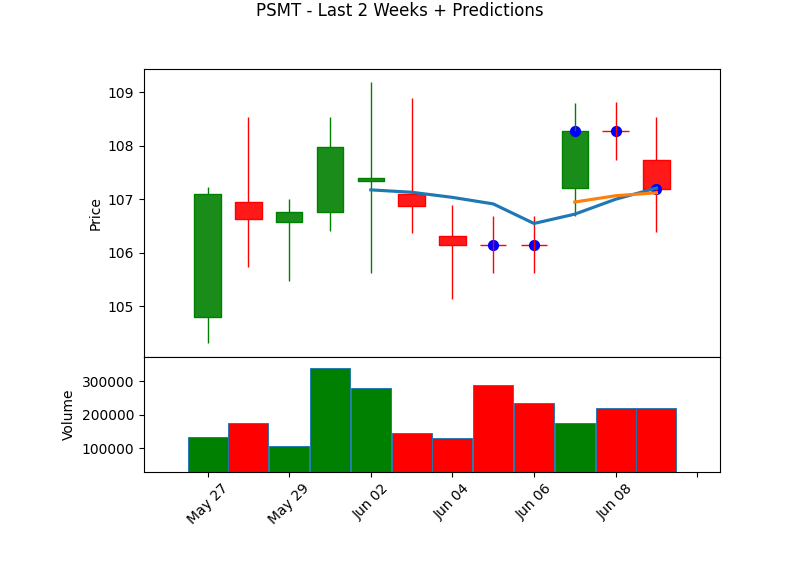 PSMT - Last 2 Weeks + Predictions
109
108
107
106
105
Price
300000
200000
100000
Volume
May 27
May 29
Jun 02
Jun 04
Jun 06
Jun 08